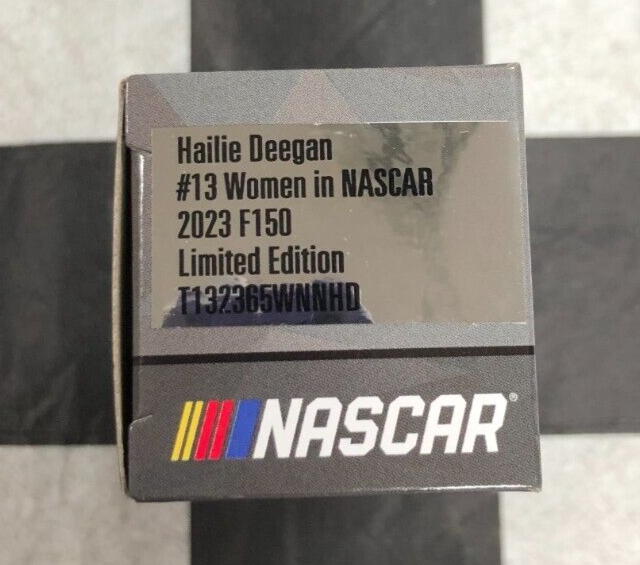 Hailie Deegan
#13 Women in NASCAR
2023 F150
Limited Edition
T132365WNNHD
NASCAR®